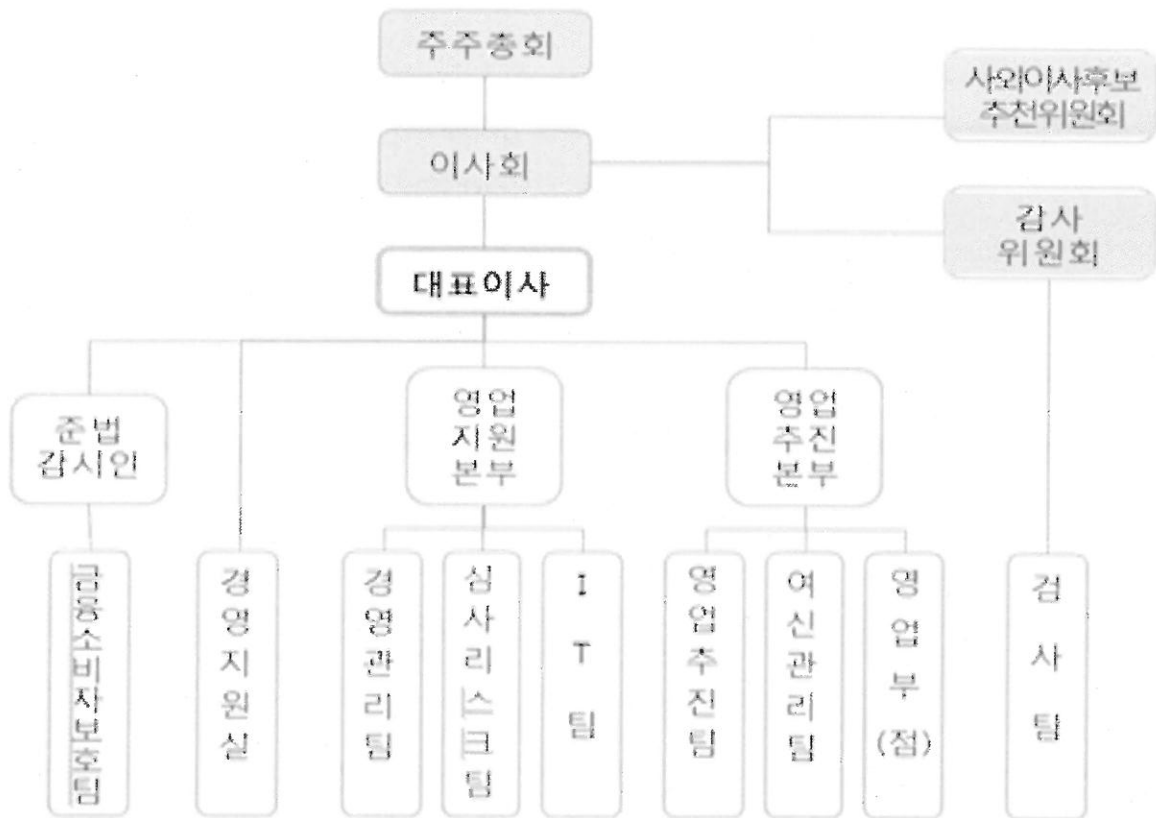 주주총회
사외이사후보
추천위원회
이사회
감사
위원회
대표이사
준법
감시인
영업
지원
본부
영업
추진
본부
금융소비자보호팀
경영지원실
경영관리팀
심사리스크팀
IT팀
영업추진팀
여신관리팀
영업부(점)
검사팀